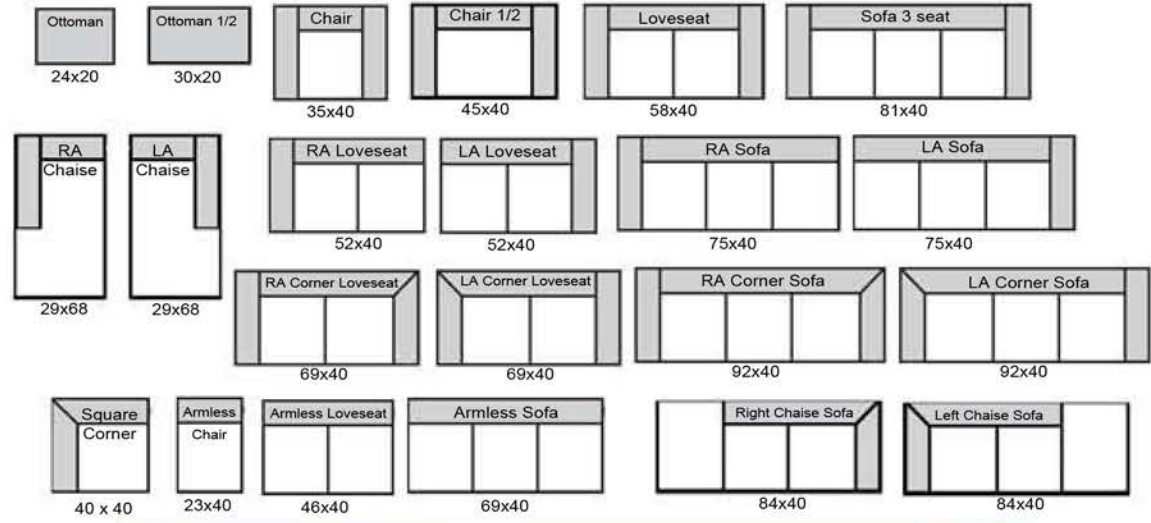 Ottoman
24x20
Ottoman 1/2
30x20
Chair
35x40
Chair 1/2
45x40
Loveseat
58x40
Sofa 3 seat
81x40
RA
Chaise
29x68
LA
Chaise
29x68
RA Loveseat
52x40
LA Loveseat
52x40
RA Sofa
75x40
LA Sofa
75x40
RA Corner Loveseat
69x40
LA Corner Loveseat
69x40
RA Corner Sofa
92x40
LA Corner Sofa
92x40
Square
Corner
40 x 40
Armless
Chair
23x40
Armless Loveseat
46x40
Armless Sofa
69x40
Right Chaise Sofa
84x40
Left Chaise Sofa
84x40